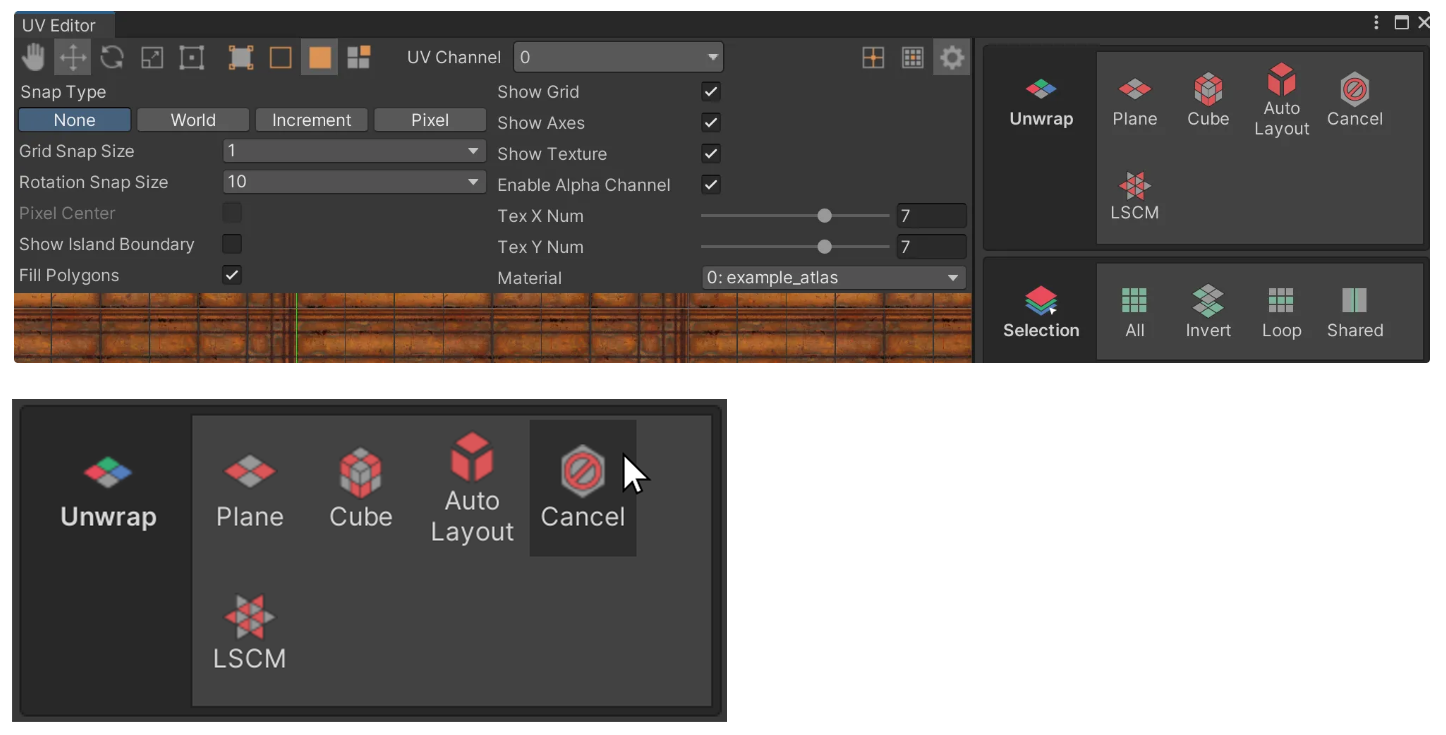 UV Editor
UV Channel 0
Snap Type
None World Increment Pixel
Grid Snap Size 1
Rotation Snap Size 10
Pixel Center
Show Island Boundary
Fill Polygons
Show Grid
Show Axes
Show Texture
Enable Alpha Channel
Tex X Num 7
Tex Y Num 7
Material 0: example_atlas
Unwrap
Plane
Cube
Auto
Layout
Cancel
LSCM
Selection
All
Invert
Loop
Shared
Unwrap
Plane
Cube
Auto
Layout
Cancel
LSCM